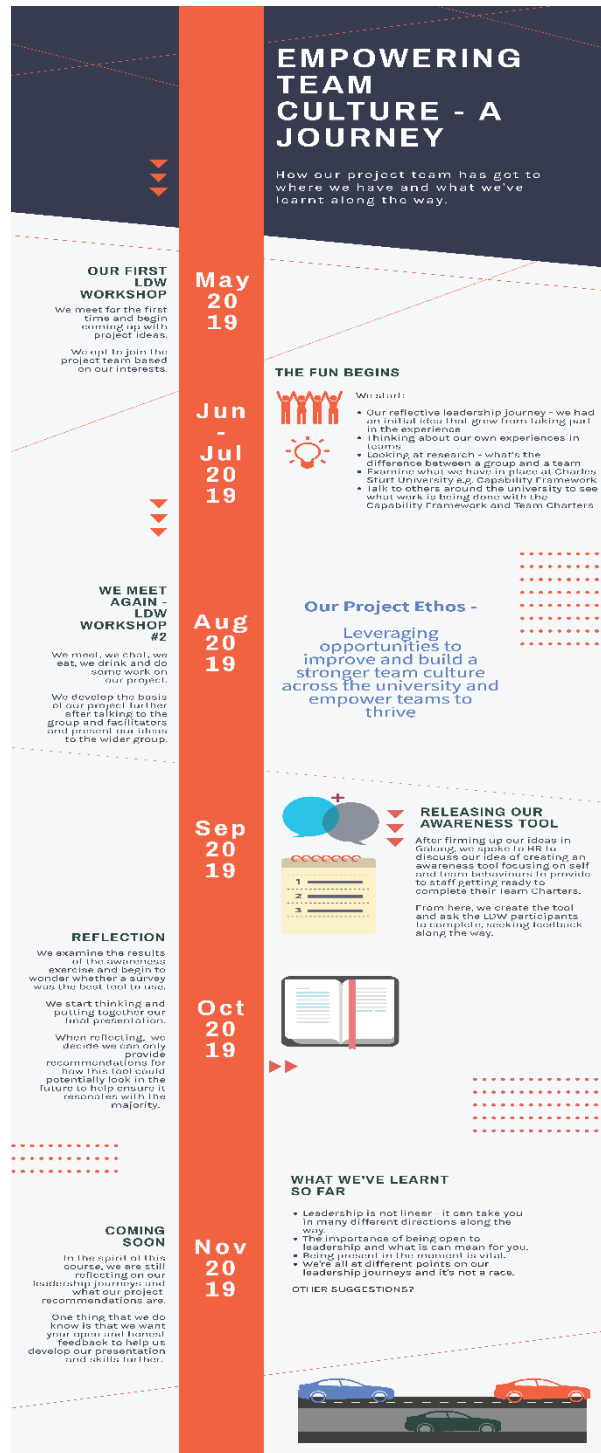 EMPOWERING
TEAM
CULTURE - A
JOURNEY
How our project team has got to
where we have and what we've
learnt along the way.
OUR FIRST
LDW
WORKSHOP
We meet for the first
time and begin
coming up with
project ideas.
We opt to join the
project team based
on our interests.
May
20
19
THE FUN BEGINS
We start:
• Our reflective leadership journey - we had
an initial idea that grew from taking part
in the experience
• Thinking about our own experiences in
teams
• Looking at research - what's the
difference between a group and a team
• Examine what we have in place at Charles
Sturt University e.g. Capability Framework
• Talk to others around the university to see
what work is being done with the
Capability Framework and Team Charters
Jun
-
Jul
20
19
WE MEET
AGAIN -
LDW
WORKSHOP
#2
We meet, we chat, we
eat, we drink and do
some work on
our project.
We develop the basis
of our project further
after talking to the
group and facilitators
and present our ideas
to the wider group.
Aug
20
19
Our Project Ethos -
Leveraging
opportunities to
improve and build a
stronger team culture
across the university and
empower teams to
thrive
Sep
20
19
1
2
3
RELEASING OUR
AWARENESS TOOL
After firming up our ideas in
Galong, we spoke to HR to
discuss our idea of creating an
awareness tool focusing on self
and team behaviours to provide
to staff getting ready to
complete their Team Charters.
From here, we create the tool
and ask the LDW participants
to complete, seeking feedback
along the way.
REFLECTION
We examine the results
of the awareness
exercise and begin to
wonder whether a survey
was the best tool to use.
We start thinking and
putting together our
final presentation.
When reflecting, we
decide we can only
provide
recommendations for
how this tool could
potentially look in the
future to help ensure it
resonates with the
majority.
Oct
20
19
WHAT WE'VE LEARNT
SO FAR
• Leadership is not linear - it can take you
in many different directions along the
way.
• The importance of being open to
leadership and what is can mean for you.
• Being present in the moment is vital.
• We're all at different points on our
leadership journeys and it's not a race.
OTHER SUGGESTIONS?
COMING
SOON
In the spirit of this
course, we are still
reflecting on our
leadership journeys and
what our project
recommendations are.
One thing that we do
know is that we want
your open and honest
feedback to help us
develop our presentation
and skills further.
Nov
20
19